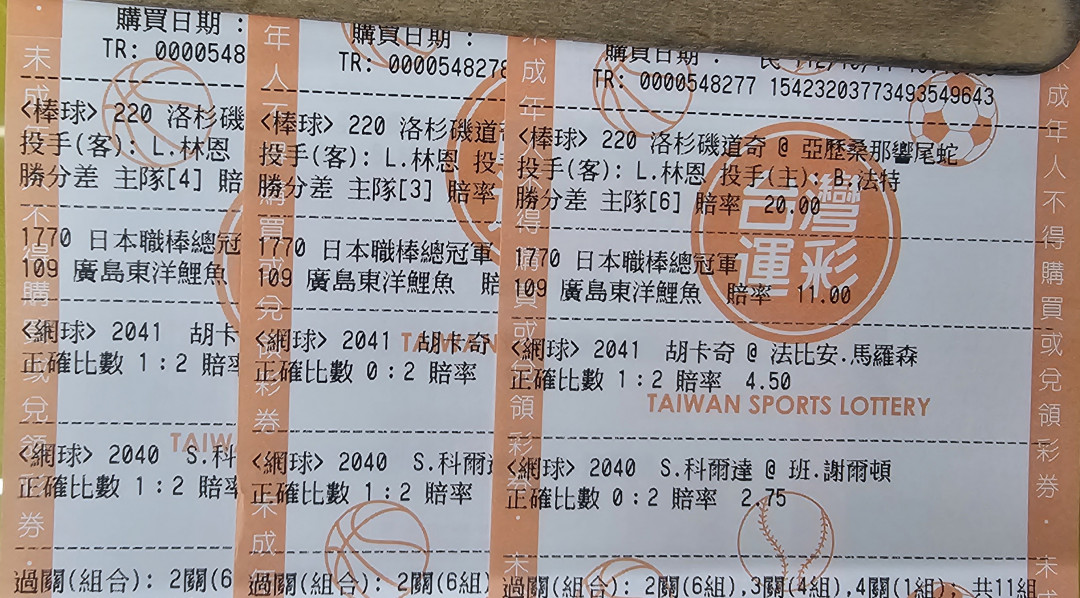 購買日期：
TR: 0000548
<棒球> 220 洛杉磯
投手(客): L.林恩
勝分差 主隊[4] 賠
1770 日本職棒總冠
109 廣島東洋鯉魚
<網球> 2041 胡卡
正確比數 1:2 賠率
<網球> 2040 S.科
正確比數 1:2 賠率
過關(組合): 2關(6
購買日期：
TR: 0000548278
<棒球> 220 洛杉磯道
投手(客): L.林恩 投
勝分差 主隊[3] 賠率
1770 日本職棒總冠軍
109 廣島東洋鯉魚 賠
<網球> 2041 胡卡奇
正確比數 0:2 賠率
<網球> 2040 S.科爾
正確比數 1:2 賠率
過關(組合): 2關(6組)
購買日期：
TR: 0000548277 15423203773493549643
<棒球> 220 洛杉磯道奇 @ 亞歷桑那響尾蛇
投手(客): L.林恩 投手(主): B.法特
勝分差 主隊[6] 賠率 20.00
1770 日本職棒總冠軍
109 廣島東洋鯉魚 賠率 11.00
<網球> 2041 胡卡奇 @ 法比安.馬羅森
正確比數 1:2 賠率 4.50
<網球> 2040 S.科爾達 @ 班.謝爾頓
正確比數 0:2 賠率 2.75
過關(組合): 2關(6組),3關(4組),4關(1組); 共11組
台灣
運彩
TAIWAN SPORTS LOTTERY
TAIW
TAIWAN
未成年人不得購買或兌領彩券